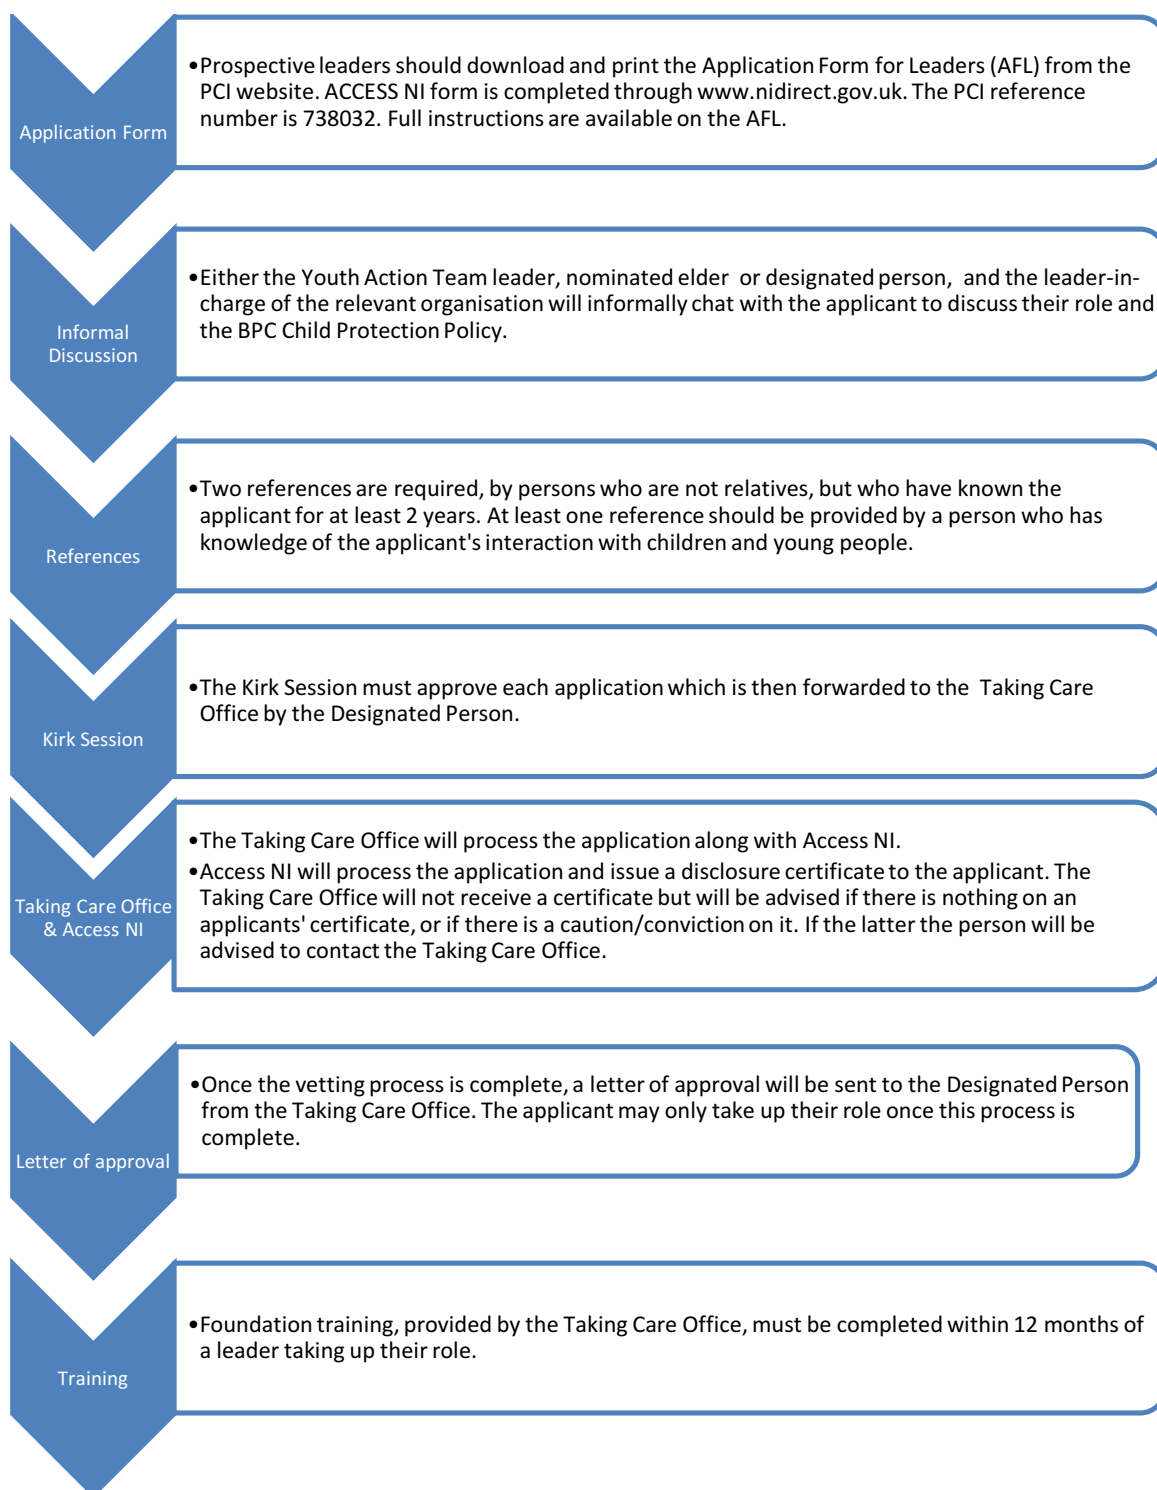 Application Form
•Prospective leaders should download and print the Application Form for Leaders (AFL) from the
PCI website. ACCESS NI form is completed through www.nidirect.gov.uk. The PCI reference
number is 738032. Full instructions are available on the AFL.
Informal
Discussion
•Either the Youth Action Team leader, nominated elder or designated person, and the leader-in-
charge of the relevant organisation will informally chat with the applicant to discuss their role and
the BPC Child Protection Policy.
References
•Two references are required, by persons who are not relatives, but who have known the
applicant for at least 2 years. At least one reference should be provided by a person who has
knowledge of the applicant's interaction with children and young people.
Kirk Session
•The Kirk Session must approve each application which is then forwarded to the Taking Care
Office by the Designated Person.
Taking Care Office
& Access NI
•The Taking Care Office will process the application along with Access NI.
•Access NI will process the application and issue a disclosure certificate to the applicant. The
Taking Care Office will not receive a certificate but will be advised if there is nothing on an
applicants' certificate, or if there is a caution/conviction on it. If the latter the person will be
advised to contact the Taking Care Office.
Letter of approval
•Once the vetting process is complete, a letter of approval will be sent to the Designated Person
from the Taking Care Office. The applicant may only take up their role once this process is
complete.
Training
•Foundation training, provided by the Taking Care Office, must be completed within 12 months of
a leader taking up their role.